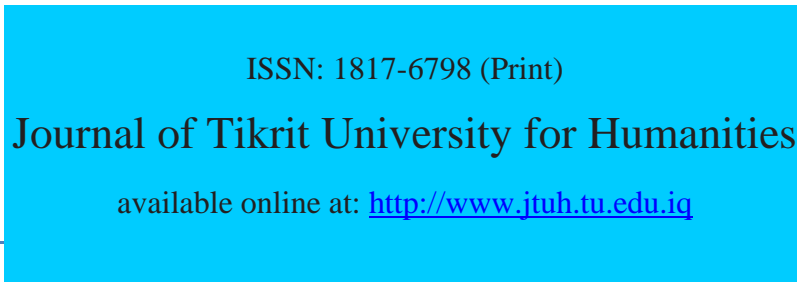 ISSN: 1817-6798 (Print)
Journal of Tikrit University for Humanities
available online at: http://www.jtuh.tu.edu.iq